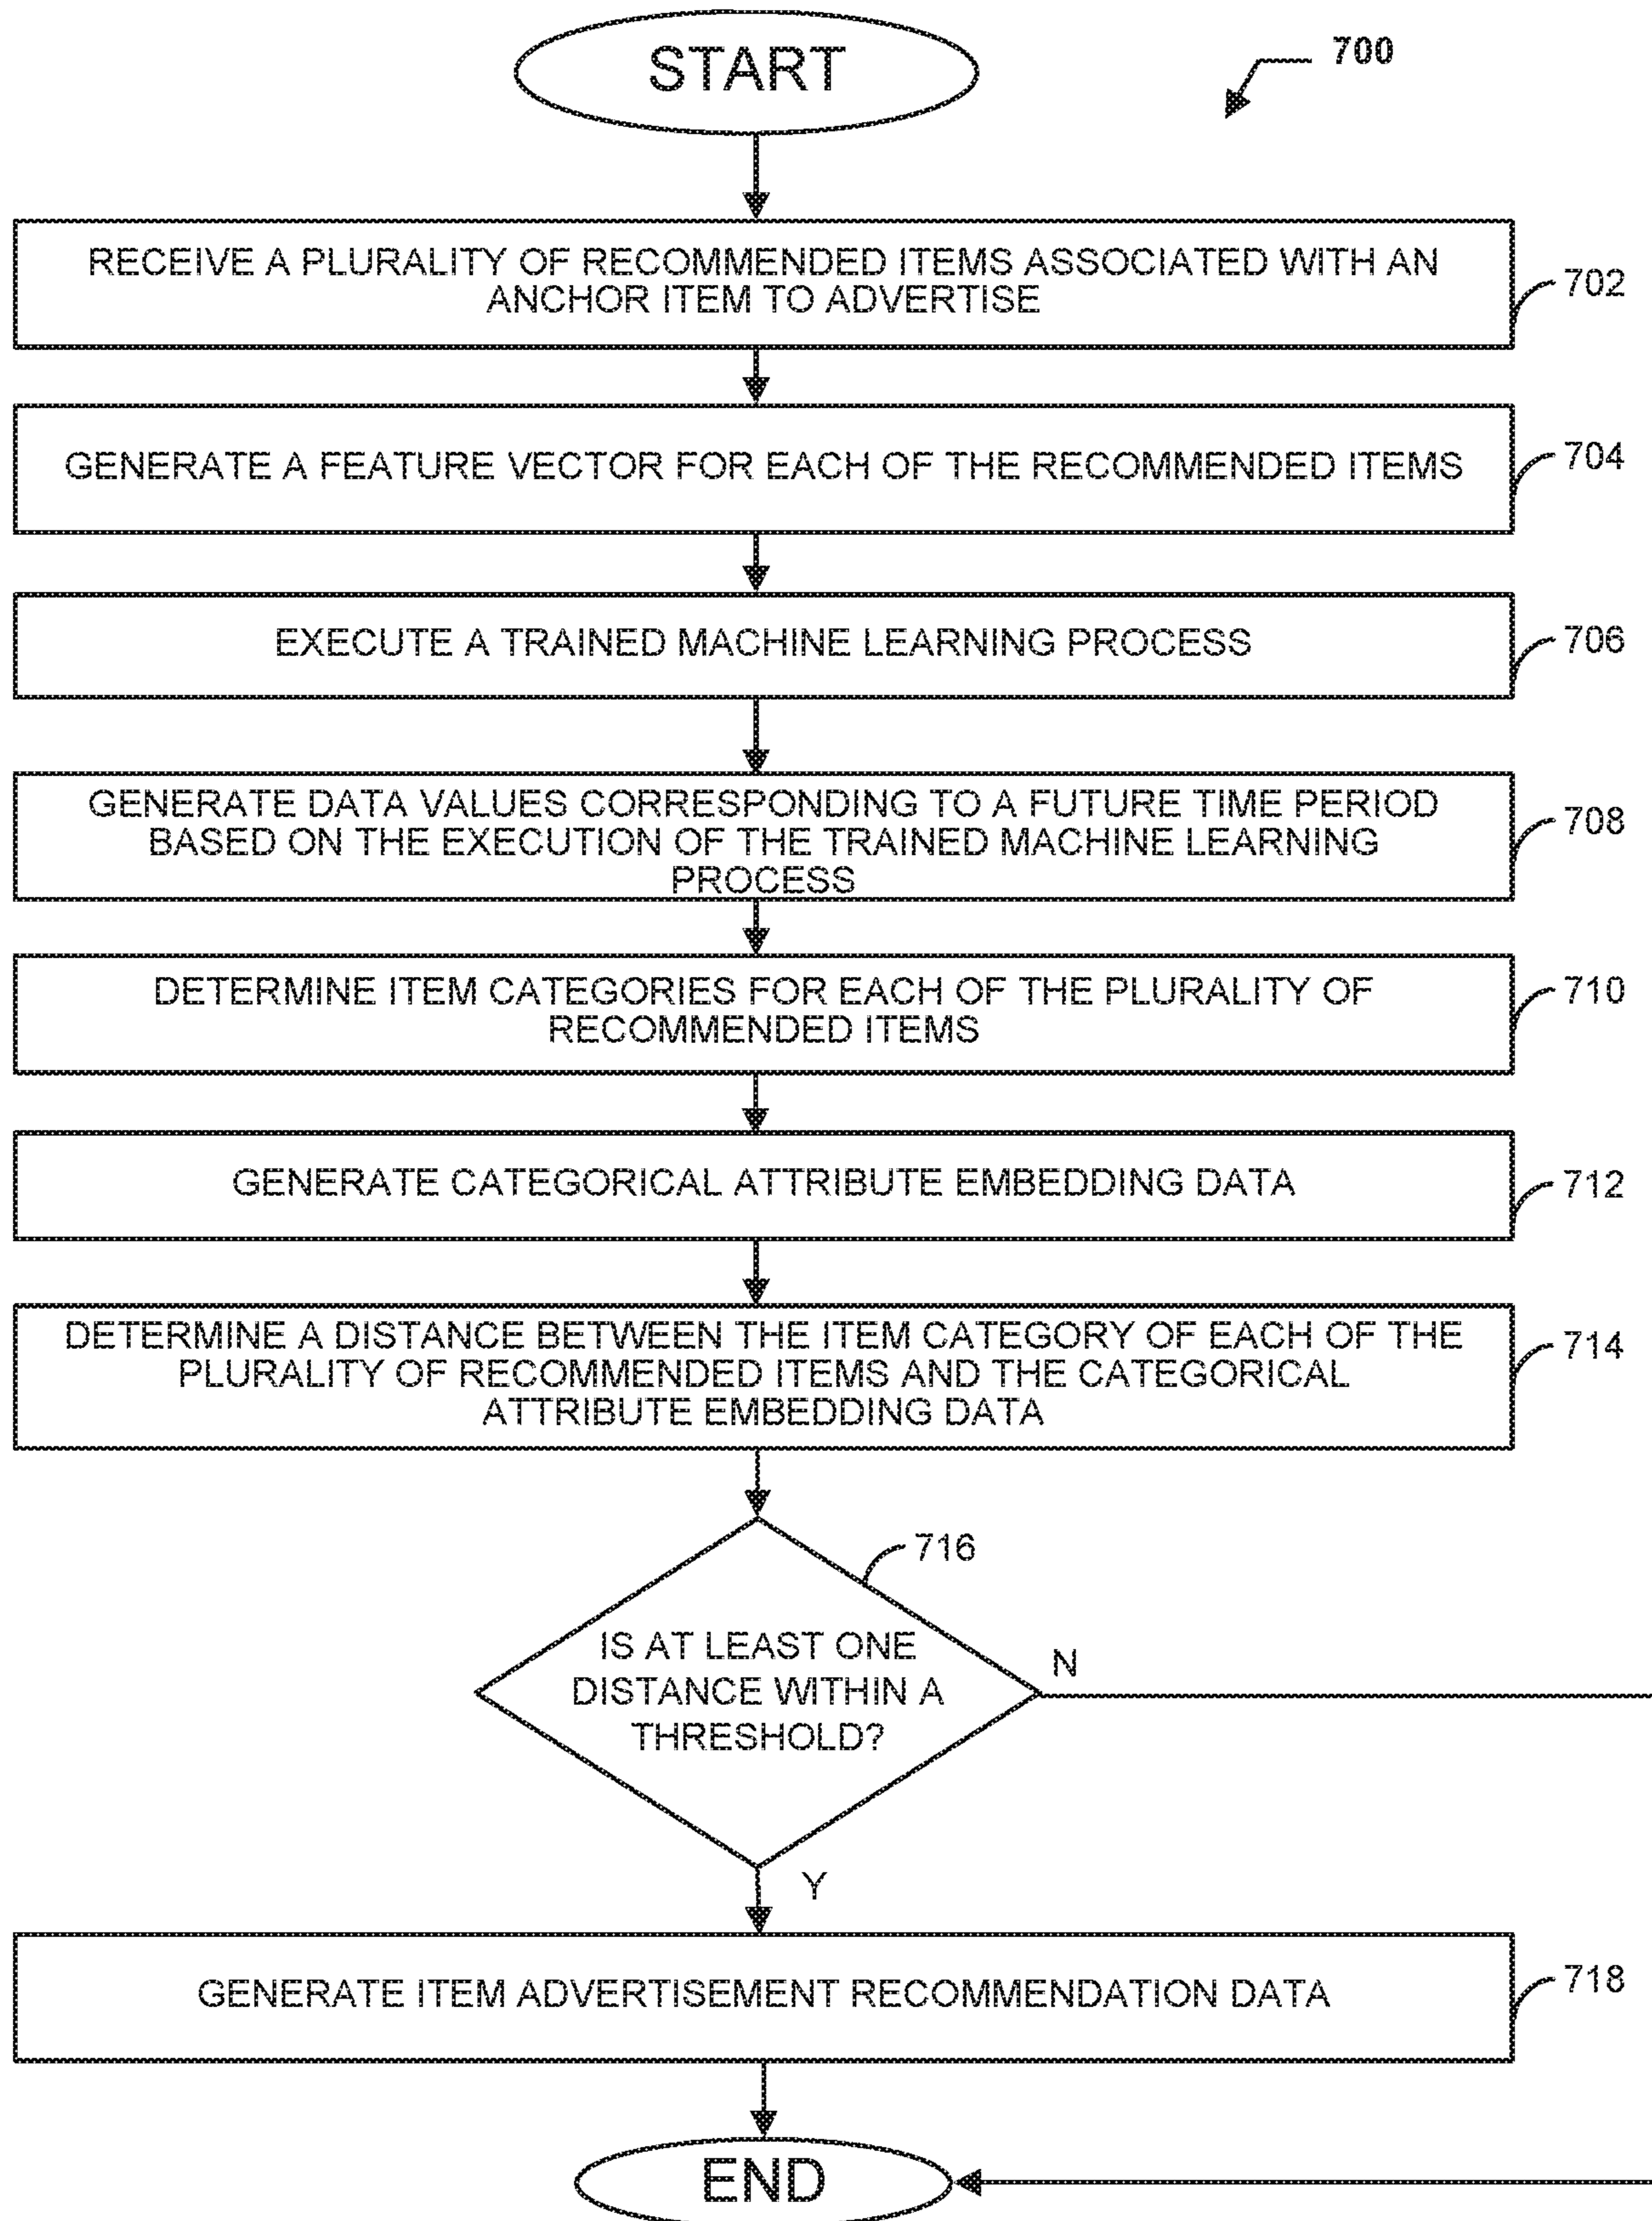 START
700
RECEIVE A PLURALITY OF RECOMMENDED ITEMS ASSOCIATED WITH AN
ANCHOR ITEM TO ADVERTISE
702
GENERATE A FEATURE VECTOR FOR EACH OF THE RECOMMENDED ITEMS
704
EXECUTE A TRAINED MACHINE LEARNING PROCESS
706
GENERATE DATA VALUES CORRESPONDING TO A FUTURE TIME PERIOD
BASED ON THE EXECUTION OF THE TRAINED MACHINE LEARNING
PROCESS
708
DETERMINE ITEM CATEGORIES FOR EACH OF THE PLURALITY OF
RECOMMENDED ITEMS
710
GENERATE CATEGORICAL ATTRIBUTE EMBEDDING DATA
712
DETERMINE A DISTANCE BETWEEN THE ITEM CATEGORY OF EACH OF THE
PLURALITY OF RECOMMENDED ITEMS AND THE CATEGORICAL
ATTRIBUTE EMBEDDING DATA
714
716
IS AT LEAST ONE
DISTANCE WITHIN A
THRESHOLD?
N
Y
GENERATE ITEM ADVERTISEMENT RECOMMENDATION DATA
718
END